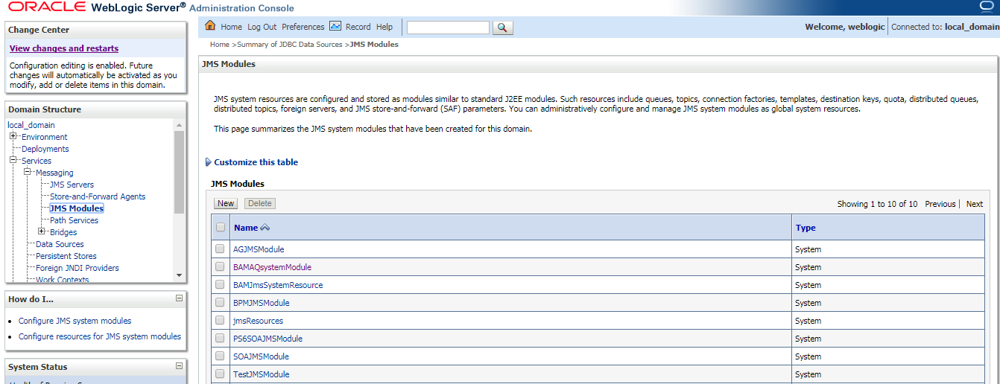 ORACLE WebLogic Server® Administration Console
Change Center
View changes and restarts
Configuration editing is enabled. Future
changes will automatically be activated as you
modify, add or delete items in this domain.
Domain Structure
local_domain
Environment
Deployments
Services
Messaging
JMS Servers
Store-and-Forward Agents
JMS Modules
Path Services
Bridges
Data Sources
Persistent Stores
Foreign JNDI Providers
Work Contexts
How do I...
Configure JMS system modules
Configure resources for JMS system modules
System Status
Home Log Out Preferences Record Help
Welcome, weblogic Connected to: local_domain
Home >Summary of JDBC Data Sources >JMS Modules
JMS Modules
JMS system resources are configured and stored as modules similar to standard J2EE modules. Such resources include queues, topics, connection factories, templates, destination keys, quota, distributed queues,
distributed topics, foreign servers, and JMS store-and-forward (SAF) parameters. You can administratively configure and manage JMS system modules as global system resources.
This page summarizes the JMS system modules that have been created for this domain.
Customize this table
JMS Modules
New Delete Showing 1 to 10 of 10 Previous | Next
Name Type
AGJMSModule System
BAMAQsystemModule System
BAMJmsSystemResource System
BPMJMSModule System
jmsResources System
PS6SOAJMSModule System
SOAJMSModule System
TestJMSModule System